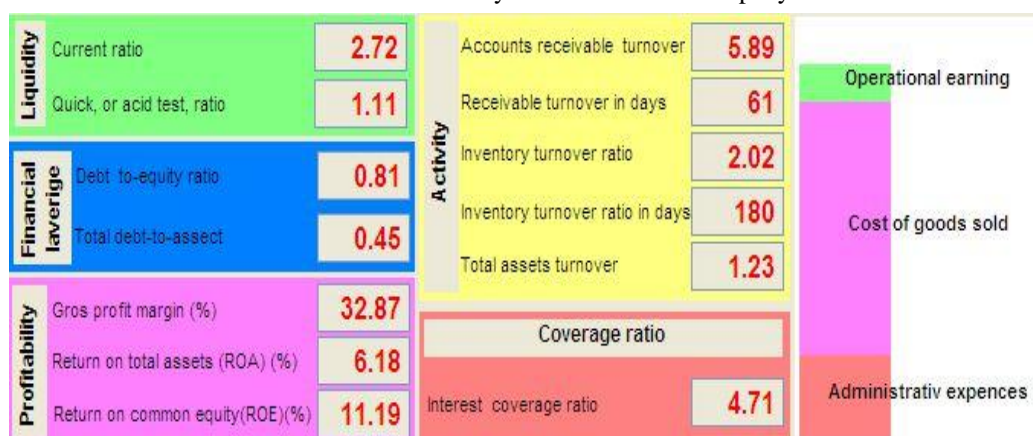 Liquidity
Current ratio 2.72
Quick, or acid test, ratio 1.11
Financial
laverige
Debt to-equity ratio 0.81
Total debt-to-assect 0.45
Profitability
Gros profit margin (%) 32.87
Return on total assets (ROA) (%) 6.18
Return on common equity(ROE)(%) 11.19
Activity
Accounts receivable turnover 5.89
Receivable turnover in days 61
Inventory turnover ratio 2.02
Inventory turnover ratio in days 180
Total assets turnover 1.23
Coverage ratio
Interest coverage ratio 4.71
Operational earning
Cost of goods sold
Administrativ expences